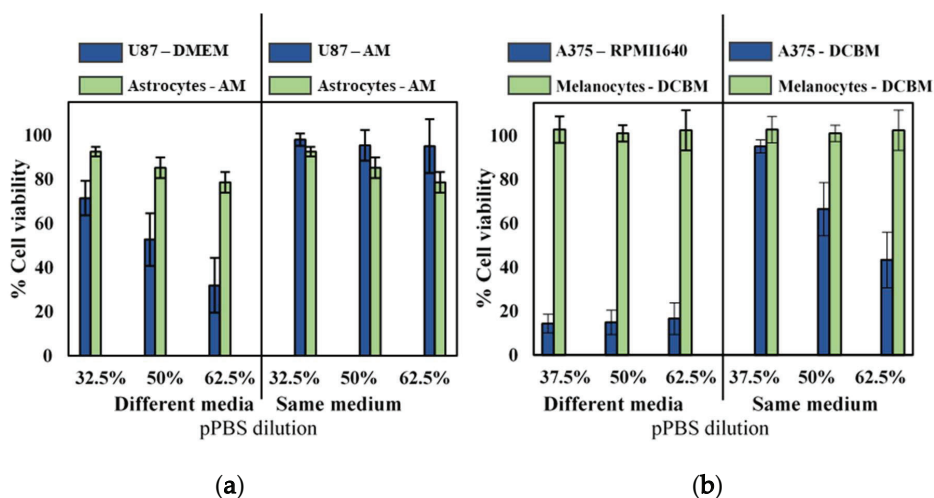 U87 – DMEM
Astrocytes - AM
U87 – AM
Astrocytes - AM
% Cell viability
100
80
60
40
20
0
32.5% 50% 62.5% 32.5% 50% 62.5%
Different media Same medium
pPBS dilution
(a)
A375 – RPMI1640
Melanocytes - DCBM
A375 - DCBM
Melanocytes - DCBM
% Cell viability
100
80
60
40
20
0
37.5% 50% 62.5% 37.5% 50% 62.5%
Different media Same medium
pPBS dilution
(b)